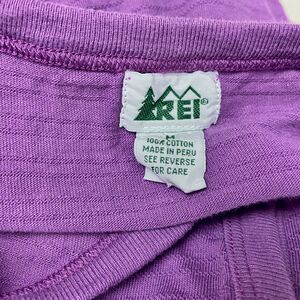 REI®
M
100% COTTON
MADE IN PERU
SEE REVERSE
FOR CARE